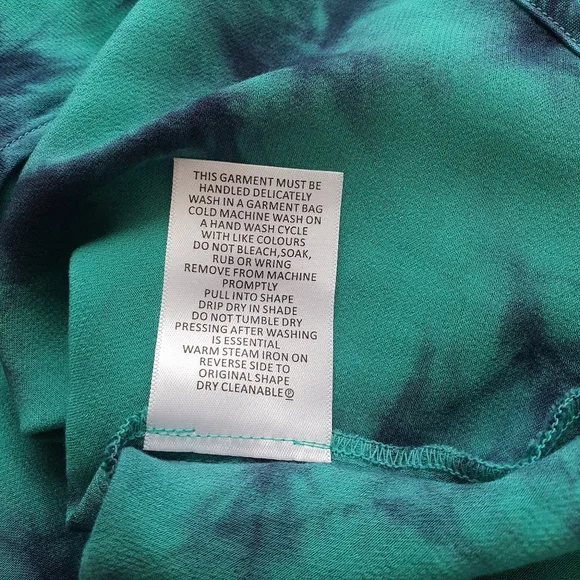 THIS GARMENT MUST BE
HANDLED DELICATELY
WASH IN A GARMENT BAG
COLD MACHINE WASH ON
A HAND WASH CYCLE
WITH LIKE COLOURS
DO NOT BLEACH,SOAK,
RUB OR WRING
REMOVE FROM MACHINE
PROMPTLY
PULL INTO SHAPE
DRIP DRY IN SHADE
DO NOT TUMBLE DRY
PRESSING AFTER WASHING
IS ESSENTIAL
WARM STEAM IRON ON
REVERSE SIDE TO
ORIGINAL SHAPE
DRY CLEANABLEⓅ